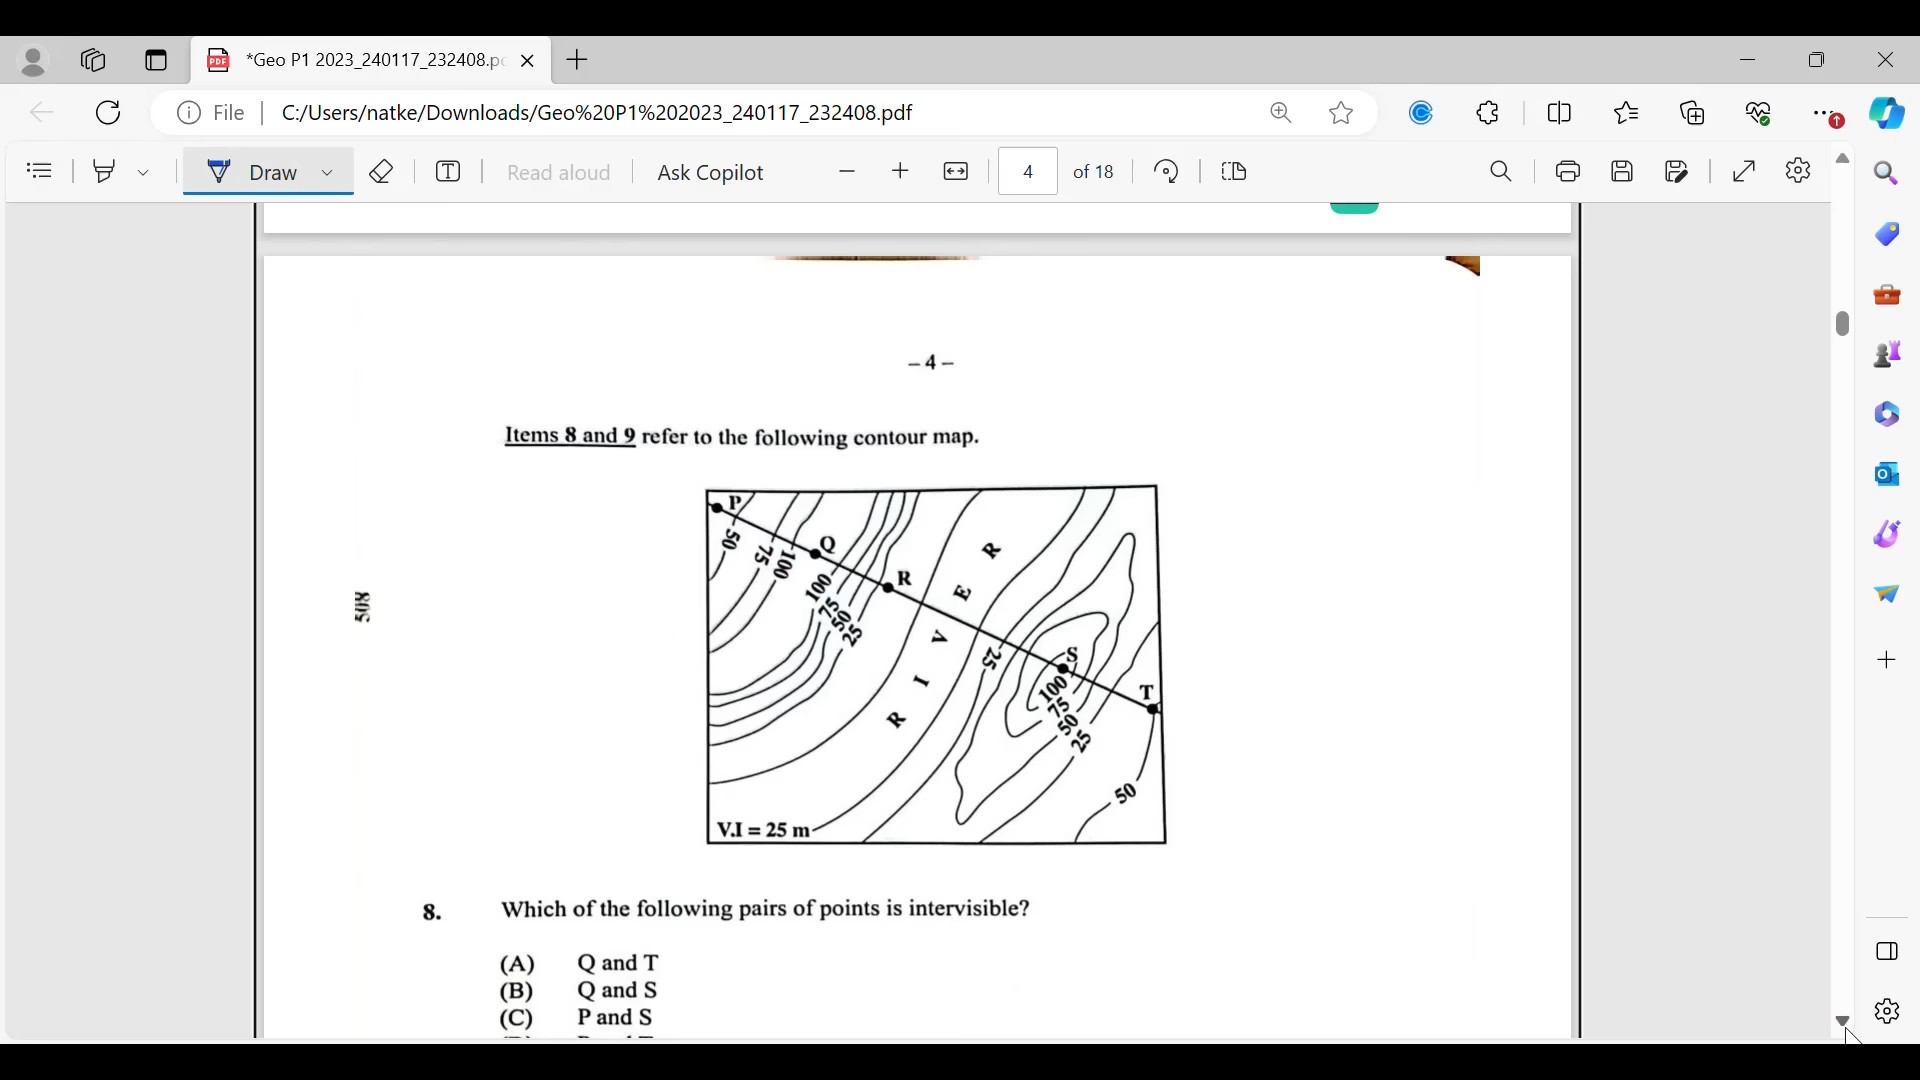 *Geo P1 2023_240117_232408.p
File
C:/Users/natke/Downloads/Geo%20P1%202023_240117_232408.pdf
Draw
Read aloud
Ask Copilot
4
of 18
– 4 –
Items 8 and 9 refer to the following contour map.
P
50
75
100
Q
100
75
50
25
R
R I V E R
25
S
100
75
50
25
T
50
V.I = 25 m
8. Which of the following pairs of points is intervisible?
(A) Q and T
(B) Q and S
(C) P and S